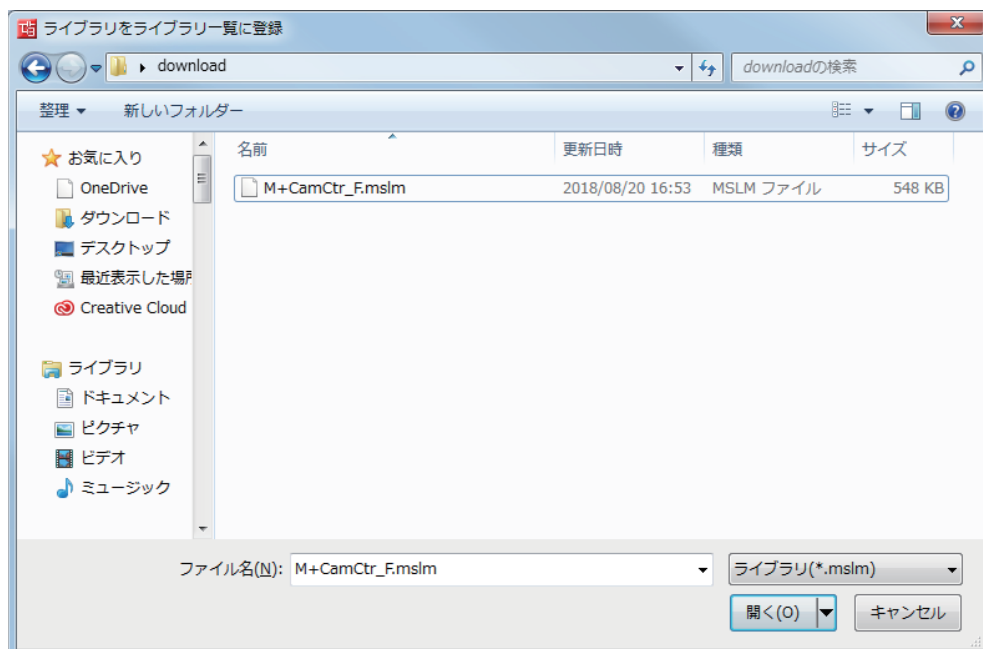 ライブラリをライブラリ一覧に登録
download
downloadの検索
整理
新しいフォルダー
名前 更新日時 種類 サイズ
M+CamCtr_F.mslm 2018/08/20 16:53 MSLM ファイル 548 KB
お気に入り
OneDrive
ダウンロード
デスクトップ
最近表示した場所
Creative Cloud
ライブラリ
ドキュメント
ピクチャ
ビデオ
ミュージック
ファイル名(N): M+CamCtr_F.mslm
ライブラリ(*.mslm)
開く(O) キャンセル